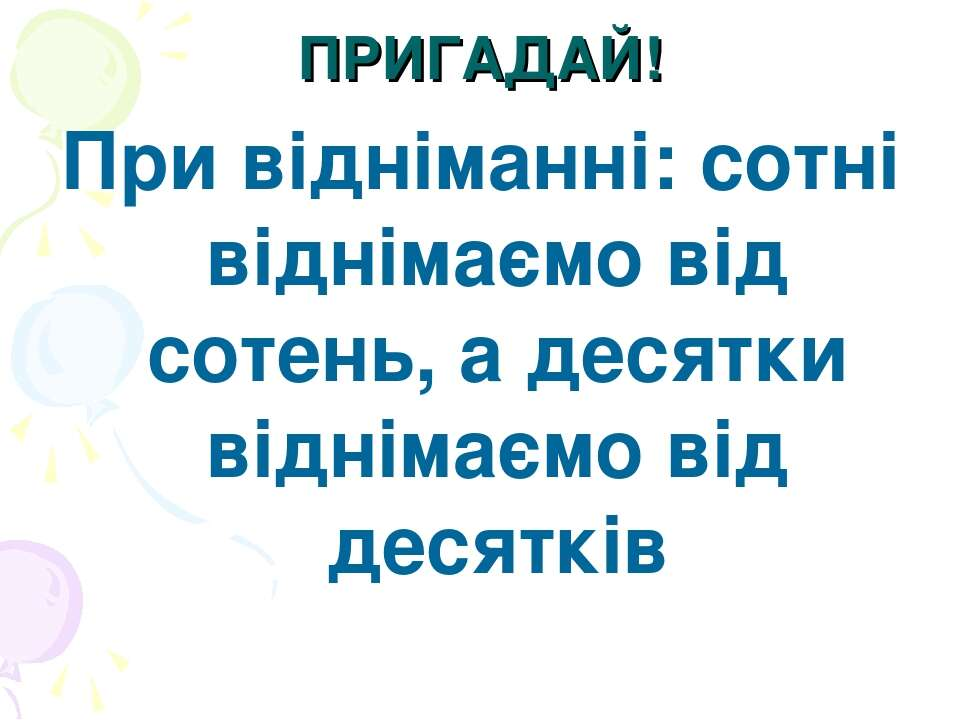 ПРИГАДАЙ!
При відніманні: сотні
віднімаємо від
сотень, а десятки
віднімаємо від
десятків